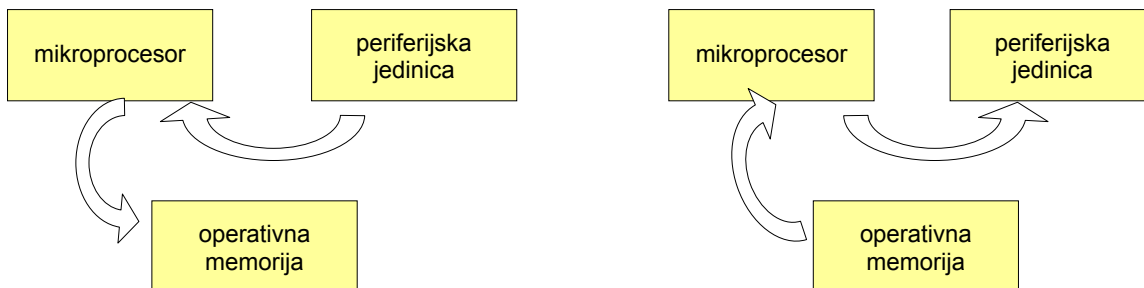 mikroprocesor
periferijska
jedinica
operativna
memorija
mikroprocesor
periferijska
jedinica
operativna
memorija